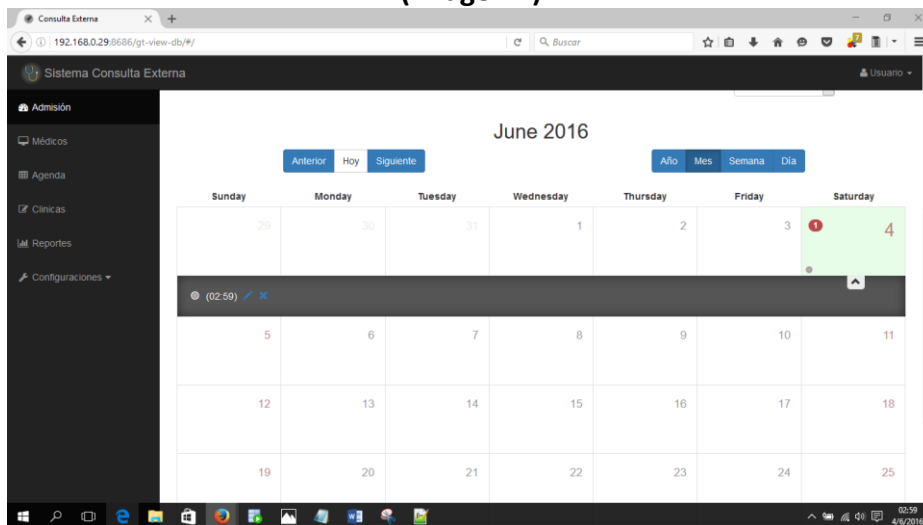 Consulta Externa
192.168.0.29:8686/gt-view-db/#/
Buscar
Sistema Consulta Externa
Usuario
Admisión
Médicos
Agenda
Clinicas
Reportes
Configuraciones
June 2016
Anterior Hoy Siguiente
Año Mes Semana Día
Sunday Monday Tuesday Wednesday Thursday Friday Saturday
29 30 31 1 2 3 1 4
(02:59)
5 6 7 8 9 10 11
12 13 14 15 16 17 18
19 20 21 22 23 24 25
02:59
4/6/2016